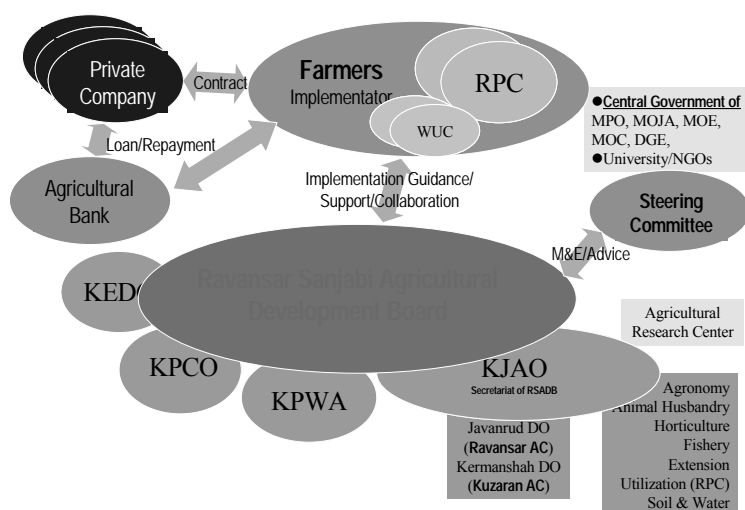 Private
Company
Contract
Farmers
Implementator
RPC
WUC
●Central Government of
MPO, MOJA, MOE,
MOC, DGE,
●University/NGOs
Loan/Repayment
Agricultural
Bank
Implementation Guidance/
Support/Collaboration
Steering
Committee
M&E/Advice
Ravansar Sanjabi Agricultural
Development Board
KEDO
KPCO
KPWA
KJAO
Secretariat of RSADB
Agricultural
Research Center
Javanrud DO
(Ravansar AC)
Kermanshah DO
(Kuzaran AC)
Agronomy
Animal Husbandry
Horticulture
Fishery
Extension
Utilization (RPC)
Soil & Water